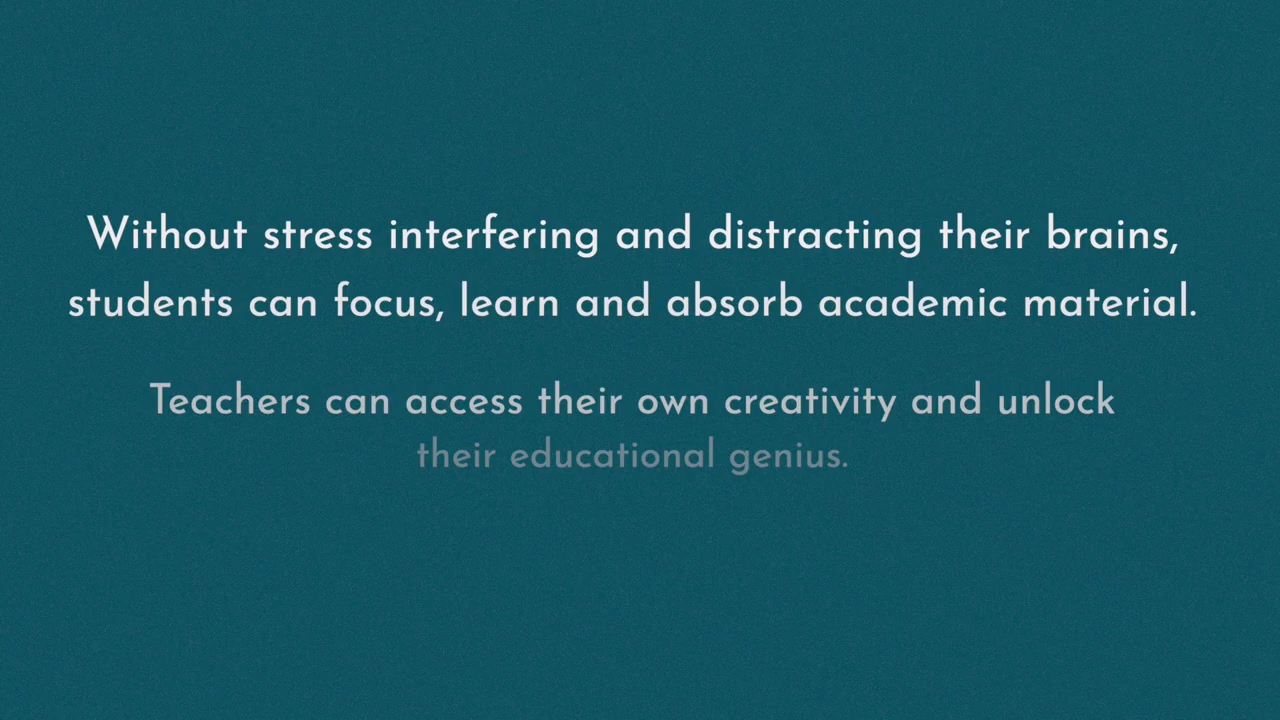 Without stress interfering and distracting their brains,
students can focus, learn and absorb academic material.
Teachers can access their own creativity and unlock
their educational genius.